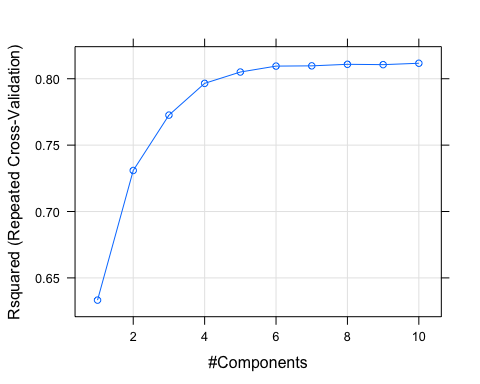 Rsquared (Repeated Cross-Validation)
0.80
0.75
0.70
0.65
2 4 6 8 10
#Components